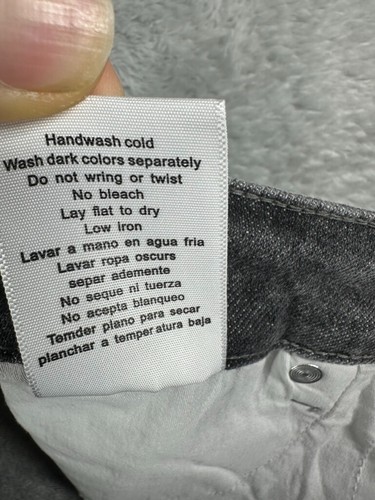 Handwash cold
Wash dark colors separately
Do not wring or twist
No bleach
Lay flat to dry
Low iron
Lavar a mano en agua fria
Lavar ropa oscurs
separ ademente
No seque ni tuerza
No acepta blanqueo
Temder plano para secar
planchar a temper atura baja